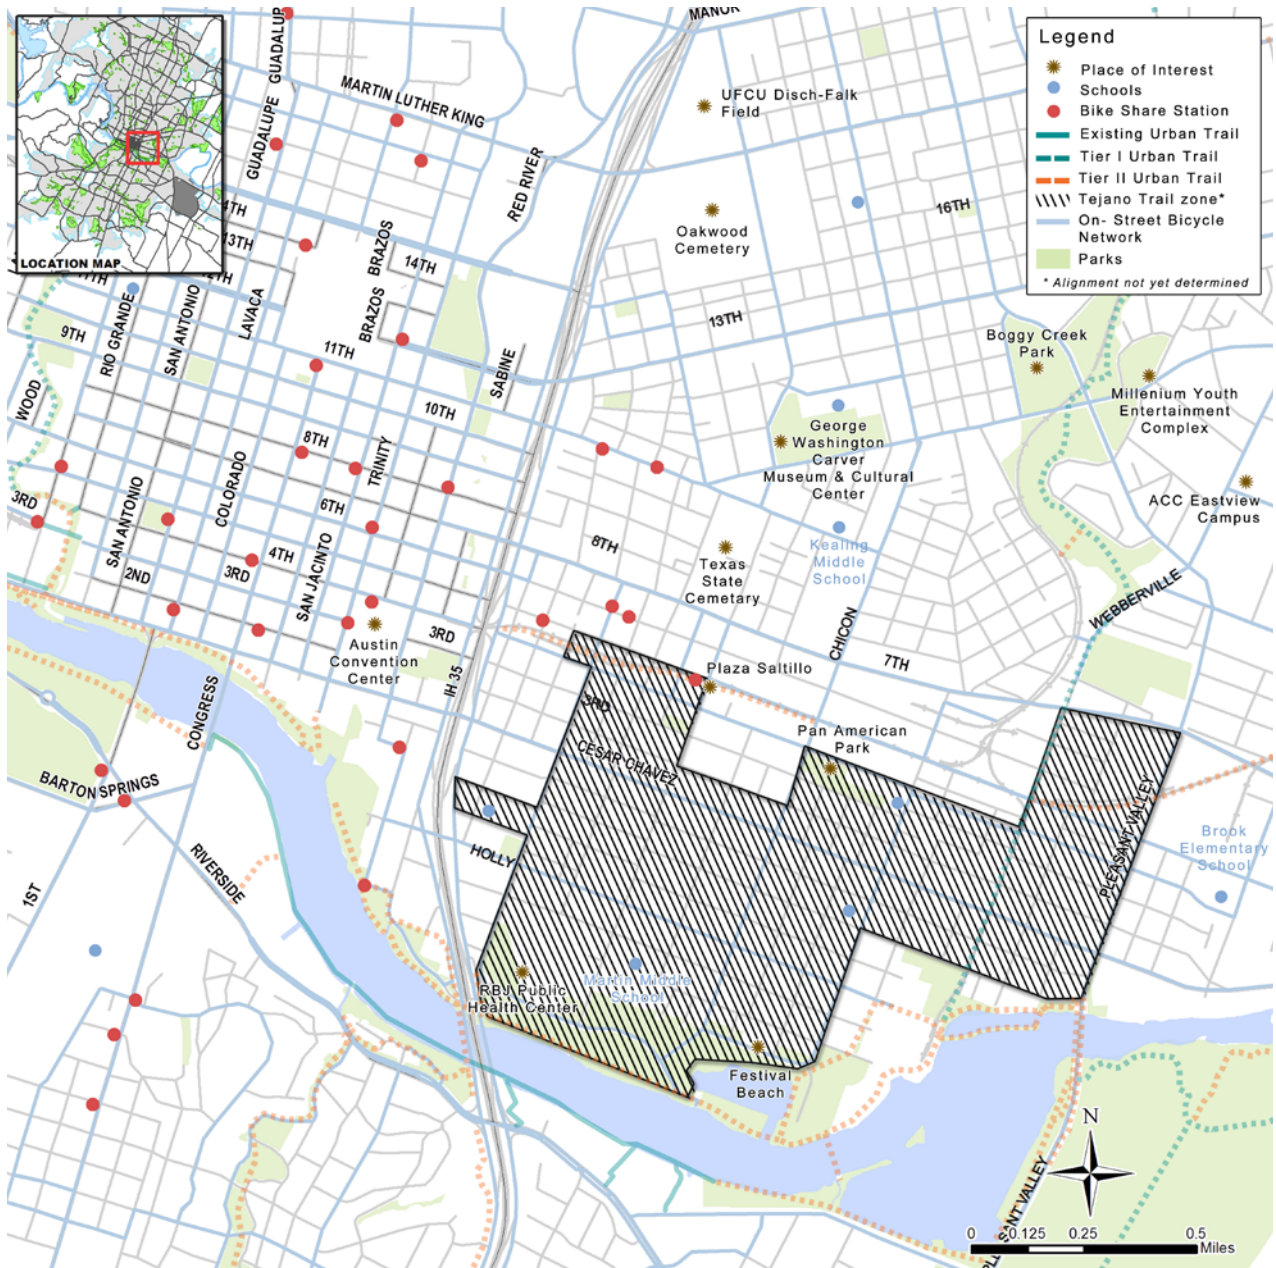 MANOR
GUADALUP
GUADALUPE
MARTIN LUTHER KING
RED RIVER
UFCU Disch-Falk
Field
Oakwood
Cemetery
16TH
Legend
Place of Interest
Schools
Bike Share Station
Existing Urban Trail
Tier I Urban Trail
Tier II Urban Trail
Tejano Trail zone*
On- Street Bicycle
Network
Parks
* Alignment not yet determined
LOCATION MAP
4TH
13TH
2TH
11TH
BRAZOS
14TH
BRAZOS
LAVACA
SAN ANTONIO
RIO GRANDE
9TH
11TH
WOOD
SABINE
13TH
10TH
8TH
TRINITY
6TH
COLORADO
SAN ANTONIO
3RD
4TH
3RD
2ND
SAN JACINTO
3RD
Austin
Convention
Center
IH 35
CONGRESS
BARTON SPRINGS
RIVERSIDE
1ST
Boggy Creek
Park
Millenium Youth
Entertainment
Complex
George
Washington
Carver
Museum & Cultural
Center
ACC Eastview
Campus
Kealing
Middle
School
8TH
Texas
State
Cemetary
WEBBERVILLE
CHICON
7TH
Plaza Saltillo
3RD
CESAR CHAVEZ
Pan American
Park
HOLLY
PLEASANT VALLEY
Brook
Elementary
School
RBJ Public
Health Center
Martin Middle
School
Festival
Beach
N
PLEASANT VALLEY
0 0.125 0.25 0.5
Miles